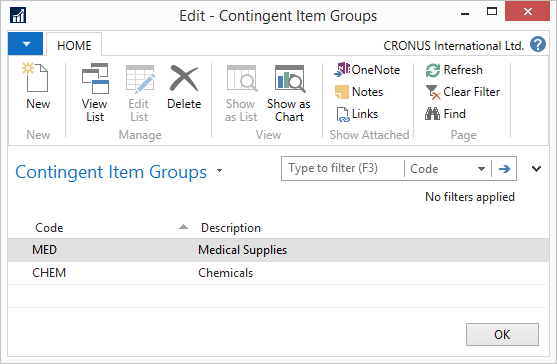 Edit - Contingent Item Groups
HOME
CRONUS International Ltd.
New
View List
Edit List
Delete
Show as List
Show as Chart
OneNote
Notes
Links
Refresh
Clear Filter
Find
New
Manage
View
Show Attached
Page
Contingent Item Groups
Type to filter (F3)
Code
No filters applied
Code
Description
MED
Medical Supplies
CHEM
Chemicals
OK